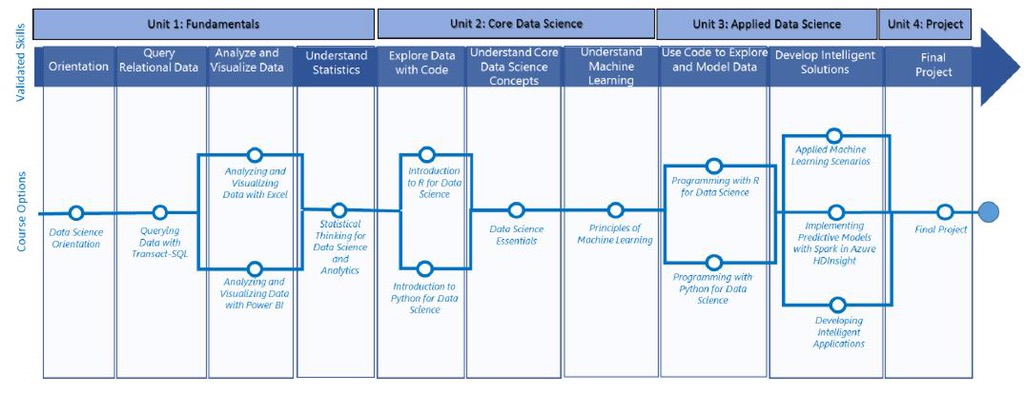 Validated Skills
Unit 1: Fundamentals
Unit 2: Core Data Science
Unit 3: Applied Data Science
Unit 4: Project
Orientation
Query
Relational Data
Analyze and
Visualize Data
Understand
Statistics
Explore Data
with Code
Understand Core
Data Science
Concepts
Understand
Machine
Learning
Use Code to Explore
and Model Data
Develop Intelligent
Solutions
Final
Project
Course Options
Data Science
Orientation
Querying
Data with
Transact-SQL
Analyzing and
Visualizing
Data with Excel
Analyzing and
Visualizing Data
with Power BI
Statistical
Thinking for
Data Science
and
Analytics
Introduction
to R for Data
Science
Introduction to
Python for Data
Science
Data Science
Essentials
Principles of
Machine Learning
Programming with R
for Data Science
Programming with
Python for Data
Science
Applied Machine
Learning Scenarios
Implementing
Predictive Models
with Spark in Azure
HDInsight
Developing
Intelligent
Applications
Final Project